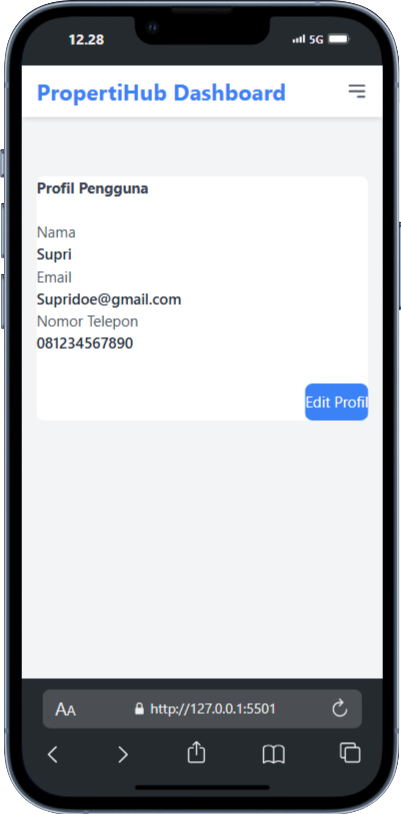 12.28
5G
PropertiHub Dashboard
Profil Pengguna
Nama
Supri
Email
Supridoe@gmail.com
Nomor Telepon
081234567890
Edit Profil
AA
http://127.0.0.1:5501